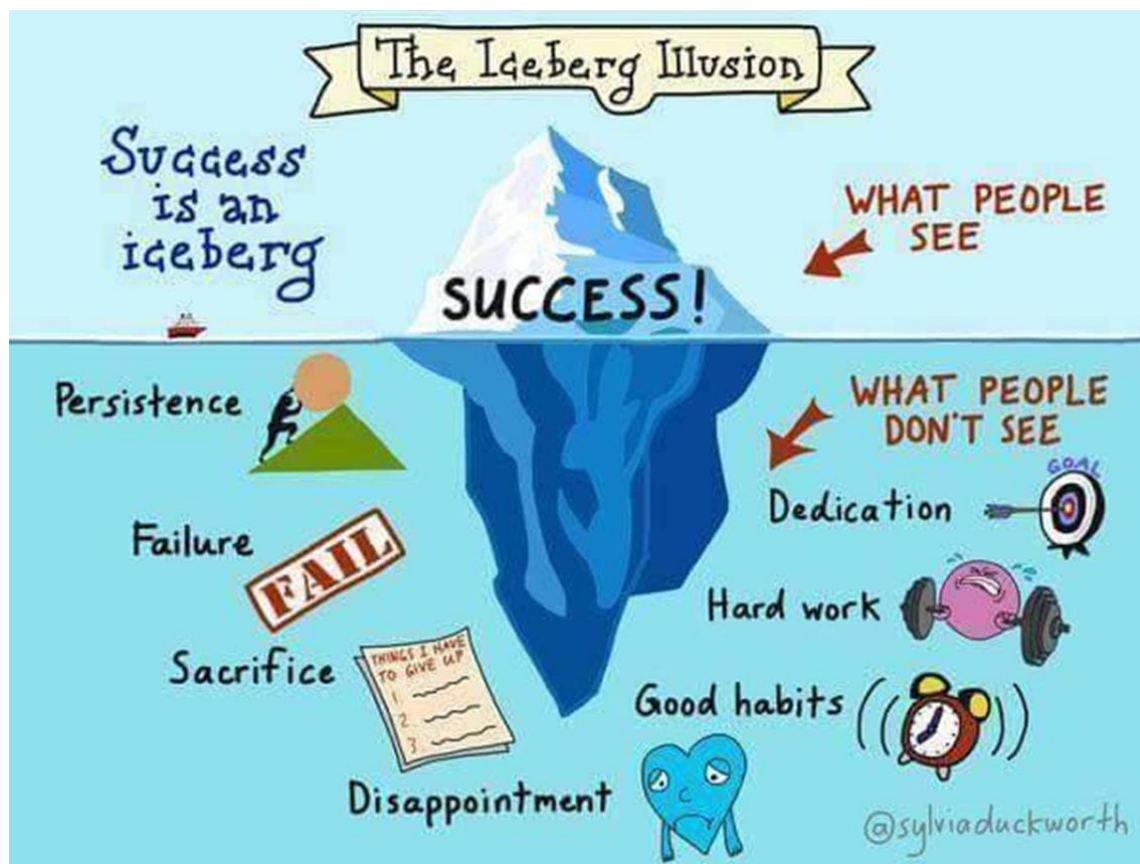 The Iceberg Illusion
Success
is an
iceberg
WHAT PEOPLE
SEE
SUCCESS!
WHAT PEOPLE
DON'T SEE
Persistence
Failure
FAIL
Sacrifice
THINGS I HAVE
TO GIVE UP
1
2
3
Disappointment
GOAL
Dedication
Hard work
Good habits
@sylviaduckworth